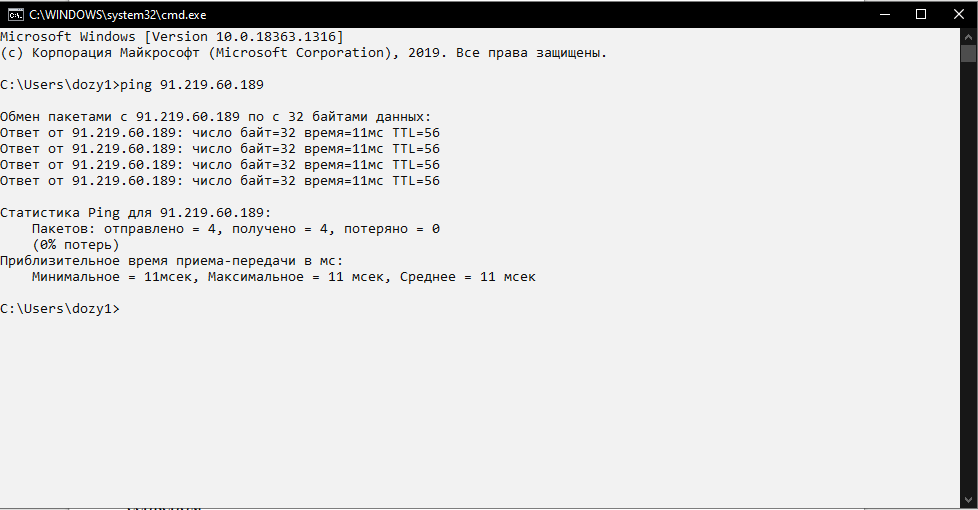 C:\WINDOWS\system32\cmd.exe
Microsoft Windows [Version 10.0.18363.1316]
(c) Корпорация Майкрософт (Microsoft Corporation), 2019. Все права защищены.
C:\Users\dozy1>ping 91.219.60.189
Обмен пакетами с 91.219.60.189 по с 32 байтами данных:
Ответ от 91.219.60.189: число байт=32 время=11мс TTL=56
Ответ от 91.219.60.189: число байт=32 время=11мс TTL=56
Ответ от 91.219.60.189: число байт=32 время=11мс TTL=56
Ответ от 91.219.60.189: число байт=32 время=11мс TTL=56
Статистика Ping для 91.219.60.189:
Пакетов: отправлено = 4, получено = 4, потеряно = 0
(0% потерь)
Приблизительное время приема-передачи в мс:
Минимальное = 11мсек, Максимальное = 11 мсек, Среднее = 11 мсек
C:\Users\dozy1>